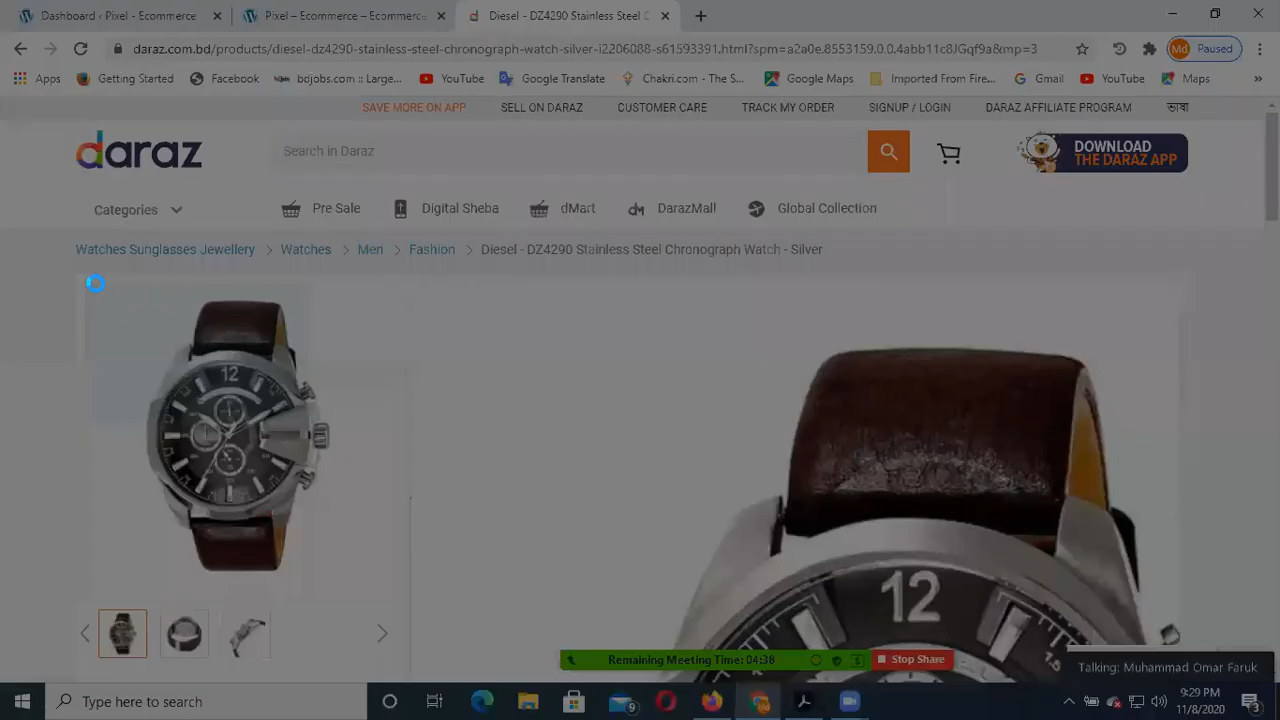 Dashboard ‹ Pixel - Ecommerce
Pixel – Ecommerce – Ecommerce
Diesel - DZ4290 Stainless Steel C
daraz.com.bd/products/diesel-dz4290-stainless-steel-chronograph-watch-silver-i2206088-s61593391.html?spm=a2a0e.8553159.0.0.4abb11c8JGqf9a&mp=3
Md Paused
Apps Getting Started Facebook bdjobs.com :: Large... YouTube Google Translate Chakri.com - The S... Google Maps Imported From Fire... Gmail YouTube Maps »
SAVE MORE ON APP SELL ON DARAZ CUSTOMER CARE TRACK MY ORDER SIGNUP / LOGIN DARAZ AFFILIATE PROGRAM ভাষা
daraz
Search in Daraz
DOWNLOAD
THE DARAZ APP
Categories Pre Sale Digital Sheba dMart DarazMall Global Collection
Watches Sunglasses Jewellery > Watches > Men > Fashion > Diesel - DZ4290 Stainless Steel Chronograph Watch - Silver
12
12
Remaining Meeting Time: 04:38
Stop Share
Talking: Muhammad Omar Faruk
Type here to search
9
9:29 PM
11/8/2020
3